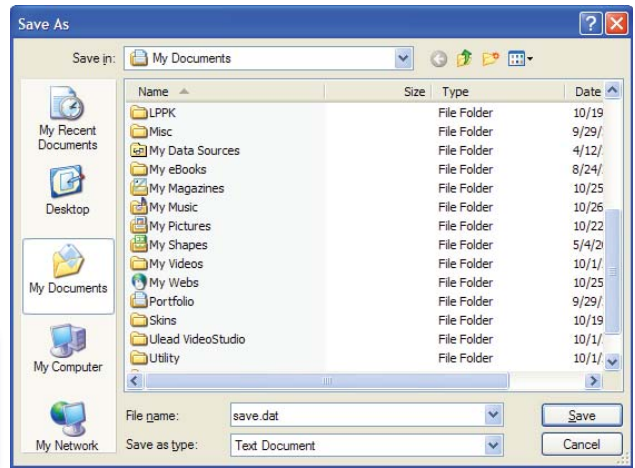 Save As
Save in: My Documents
My Recent Documents
Desktop
My Documents
My Computer
My Network
Name Size Type Date
LPPK File Folder 10/19
Misc File Folder 9/29/
My Data Sources File Folder 4/12/
My eBooks File Folder 8/24/
My Magazines File Folder 10/25
My Music File Folder 10/26
My Pictures File Folder 10/22
My Shapes File Folder 5/4/20
My Videos File Folder 10/1/
My Webs File Folder 10/25
Portfolio File Folder 9/29/
Skins File Folder 10/19
Ulead VideoStudio File Folder 10/1/
Utility File Folder 10/1/
File name: save.dat Save
Save as type: Text Document Cancel